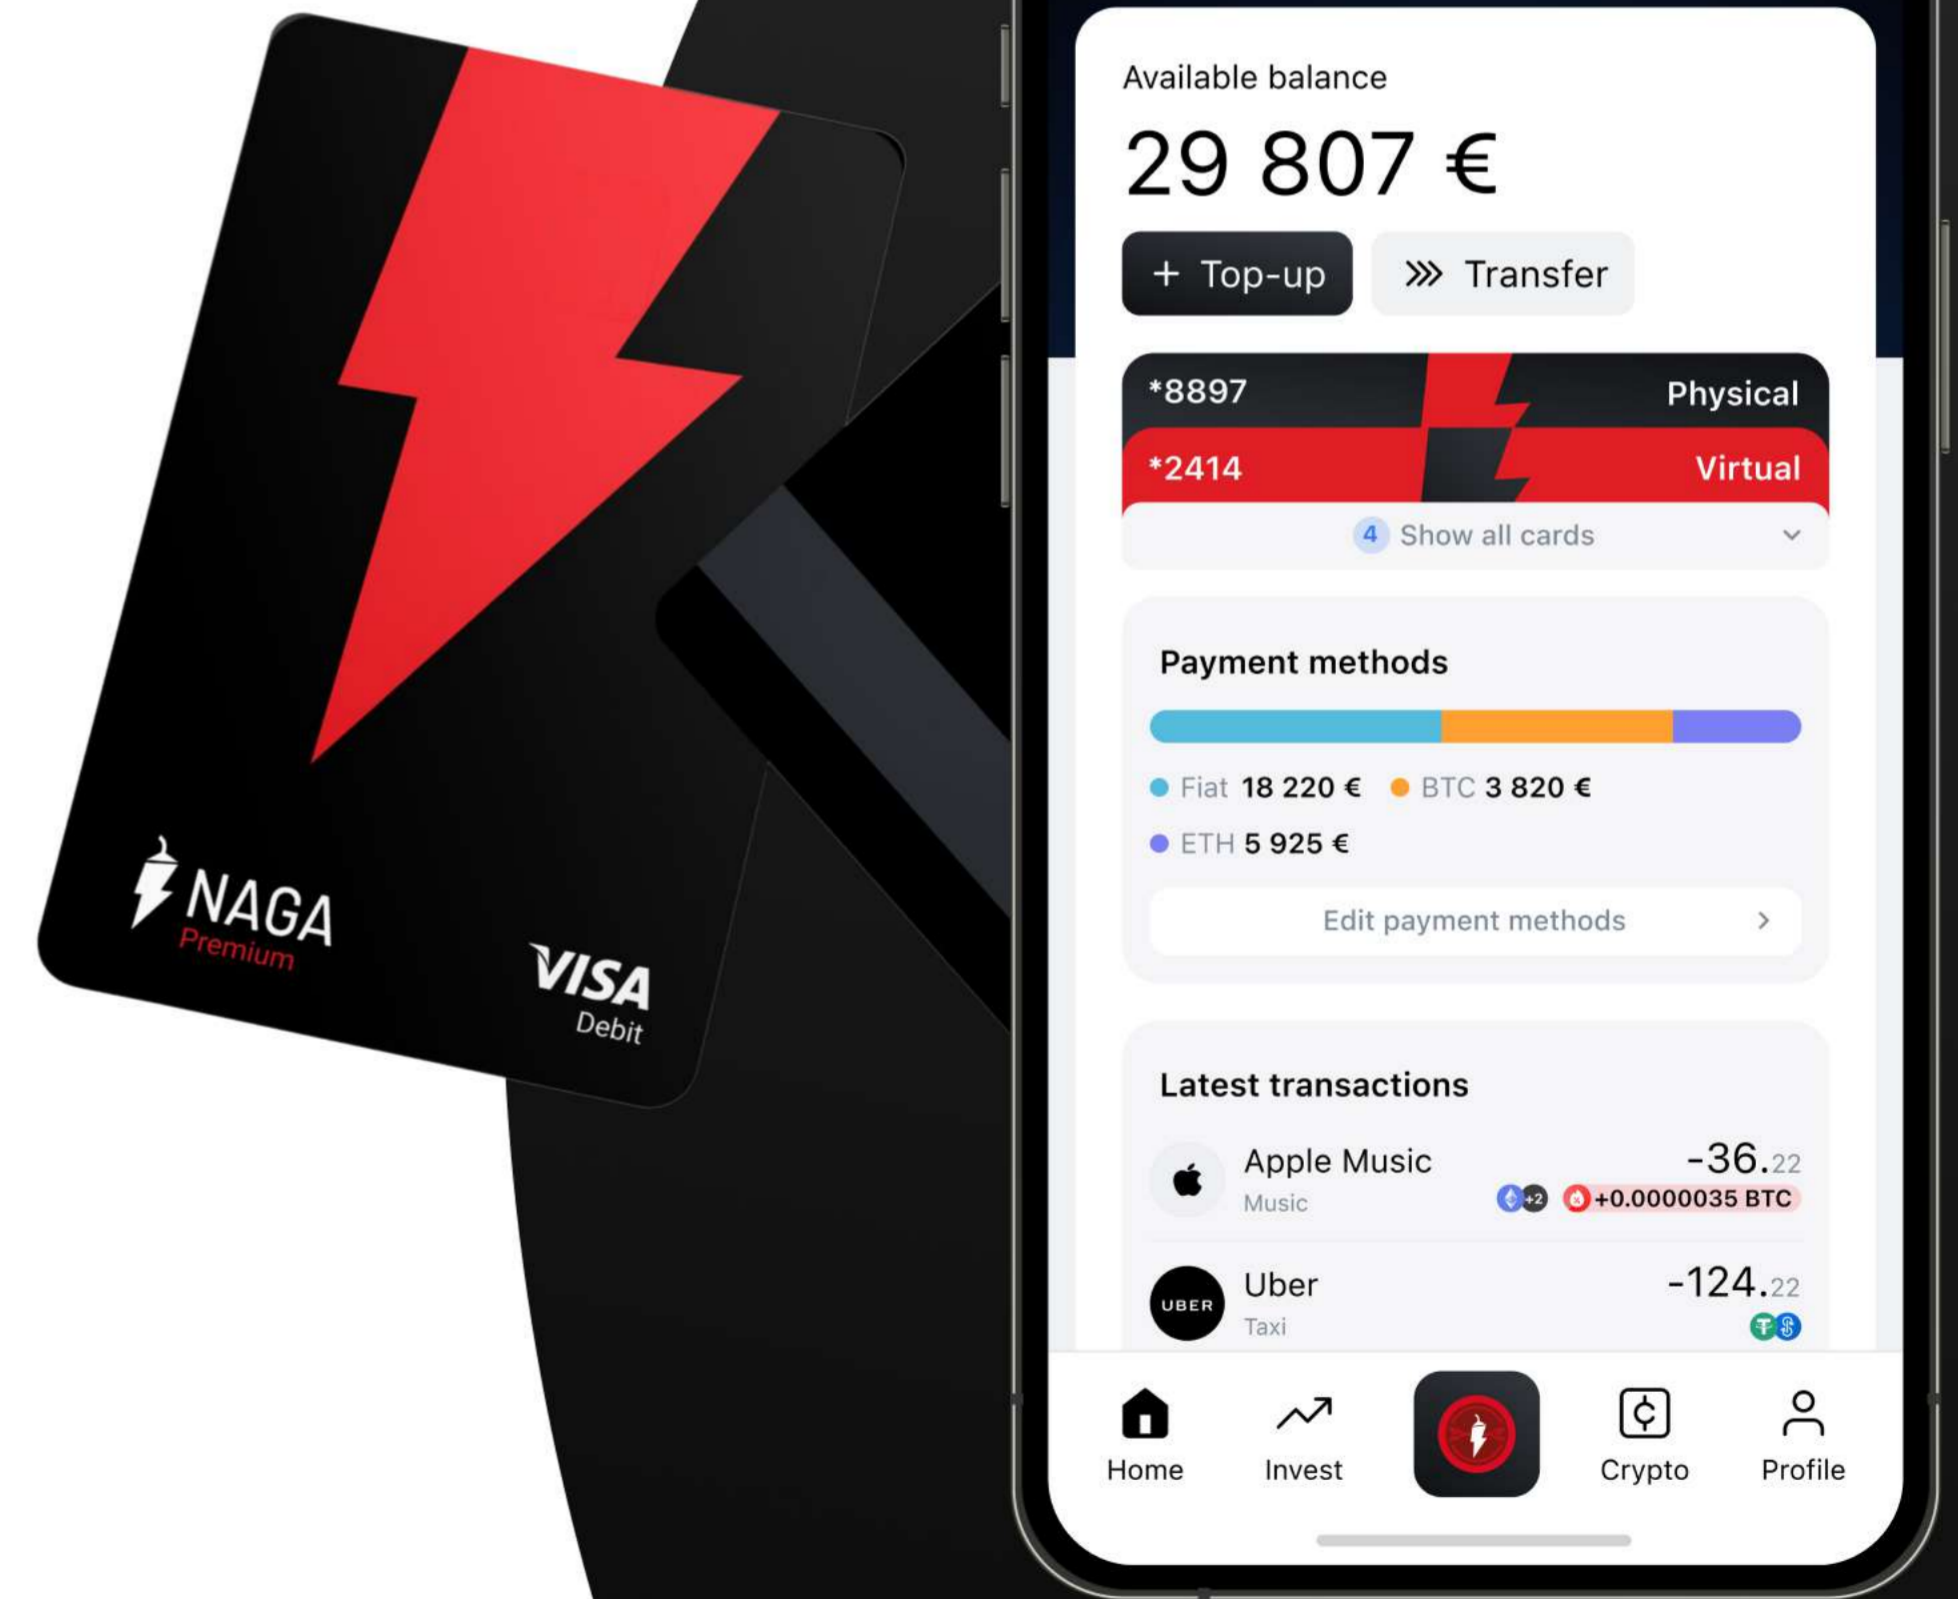 NAGA
Premium
VISA
Debit
Available balance
29 807 €
+ Top-up Transfer
*8897 Physical
*2414 Virtual
4 Show all cards
Payment methods
Fiat 18 220 € BTC 3 820 €
ETH 5 925 €
Edit payment methods
Latest transactions
Apple Music -36.22
Music +2 +0.0000035 BTC
UBER Uber -124.22
Taxi
Home Invest Crypto Profile